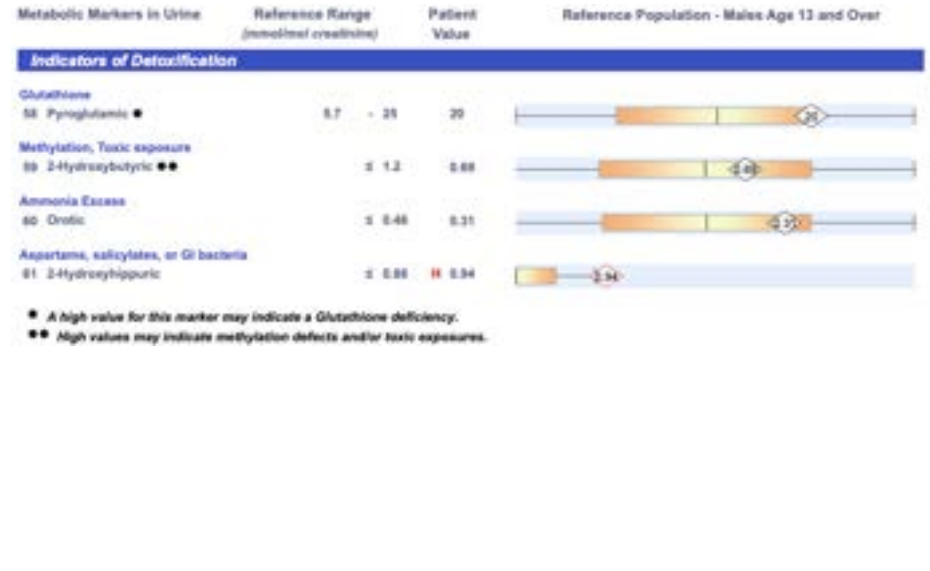 Metabolic Markers in Urine Reference Range Patient Reference Population - Males Age 13 and Over
(mmol/mol creatinine) Value
Indicators of Detoxification
Glutathione
58 Pyroglutamic ● 5.7 - 25 20 20
Methylation, Toxic exposure
59 2-Hydroxybutyric ●● ≤ 1.2 0.68 0.68
Ammonia Excess
60 Orotic ≤ 0.46 0.31 0.31
Aspartame, salicylates, or GI bacteria
61 2-Hydroxyhippuric ≤ 0.86 H 0.94 0.94
● A high value for this marker may indicate a Glutathione deficiency.
●● High values may indicate methylation defects and/or toxic exposures.